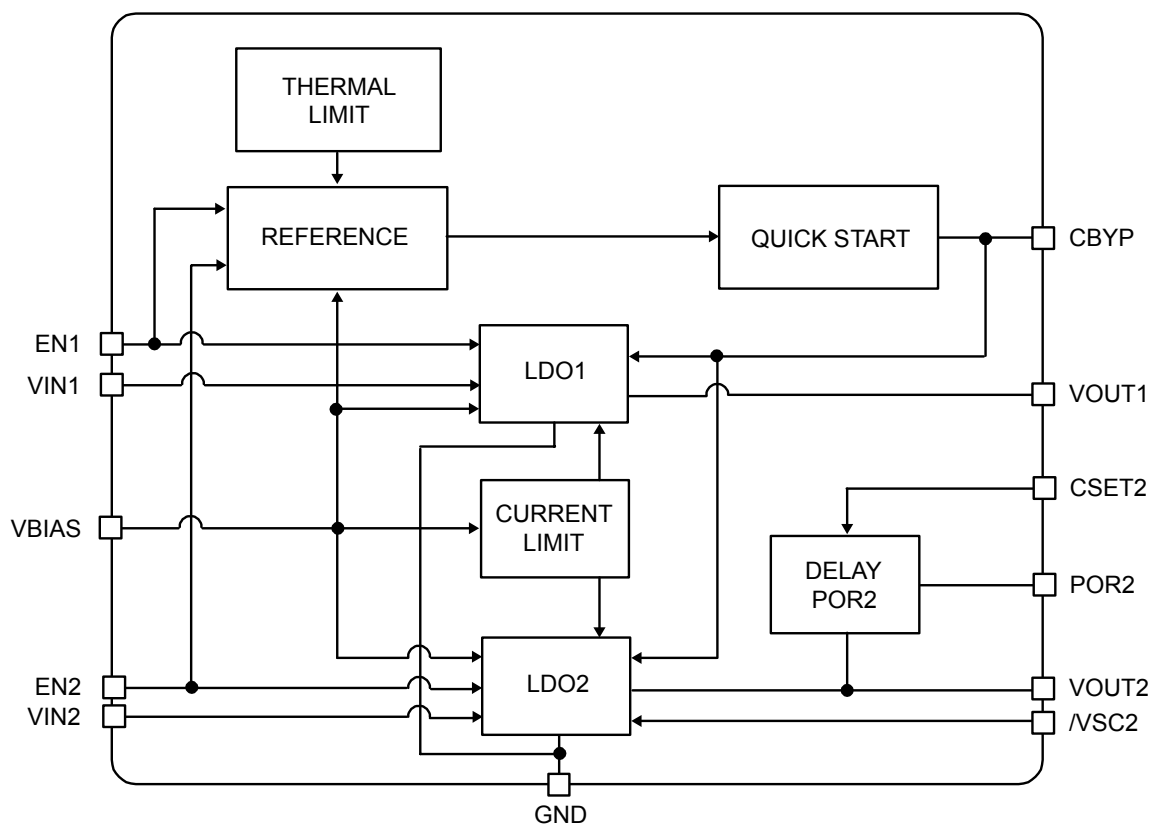 THERMAL
LIMIT
REFERENCE
QUICK START
CBYP
EN1
LDO1
VIN1
VOUT1
CSET2
VBIAS
CURRENT
LIMIT
DELAY
POR2
POR2
EN2
LDO2
VOUT2
VIN2
/VSC2
GND